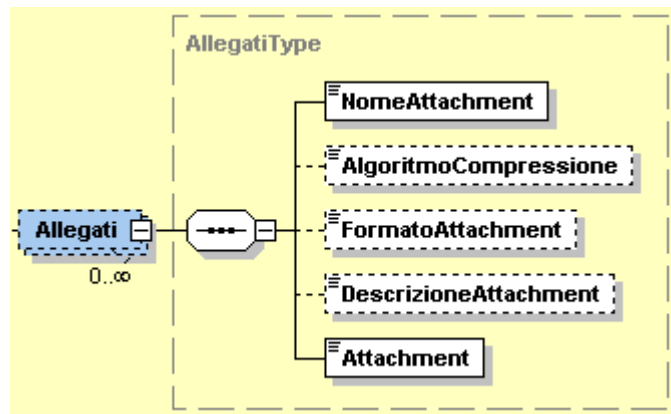 AllegatiType
NomeAttachment
AlgoritmoCompressione
Allegati
FormatoAttachment
0..∞
DescrizioneAttachment
Attachment